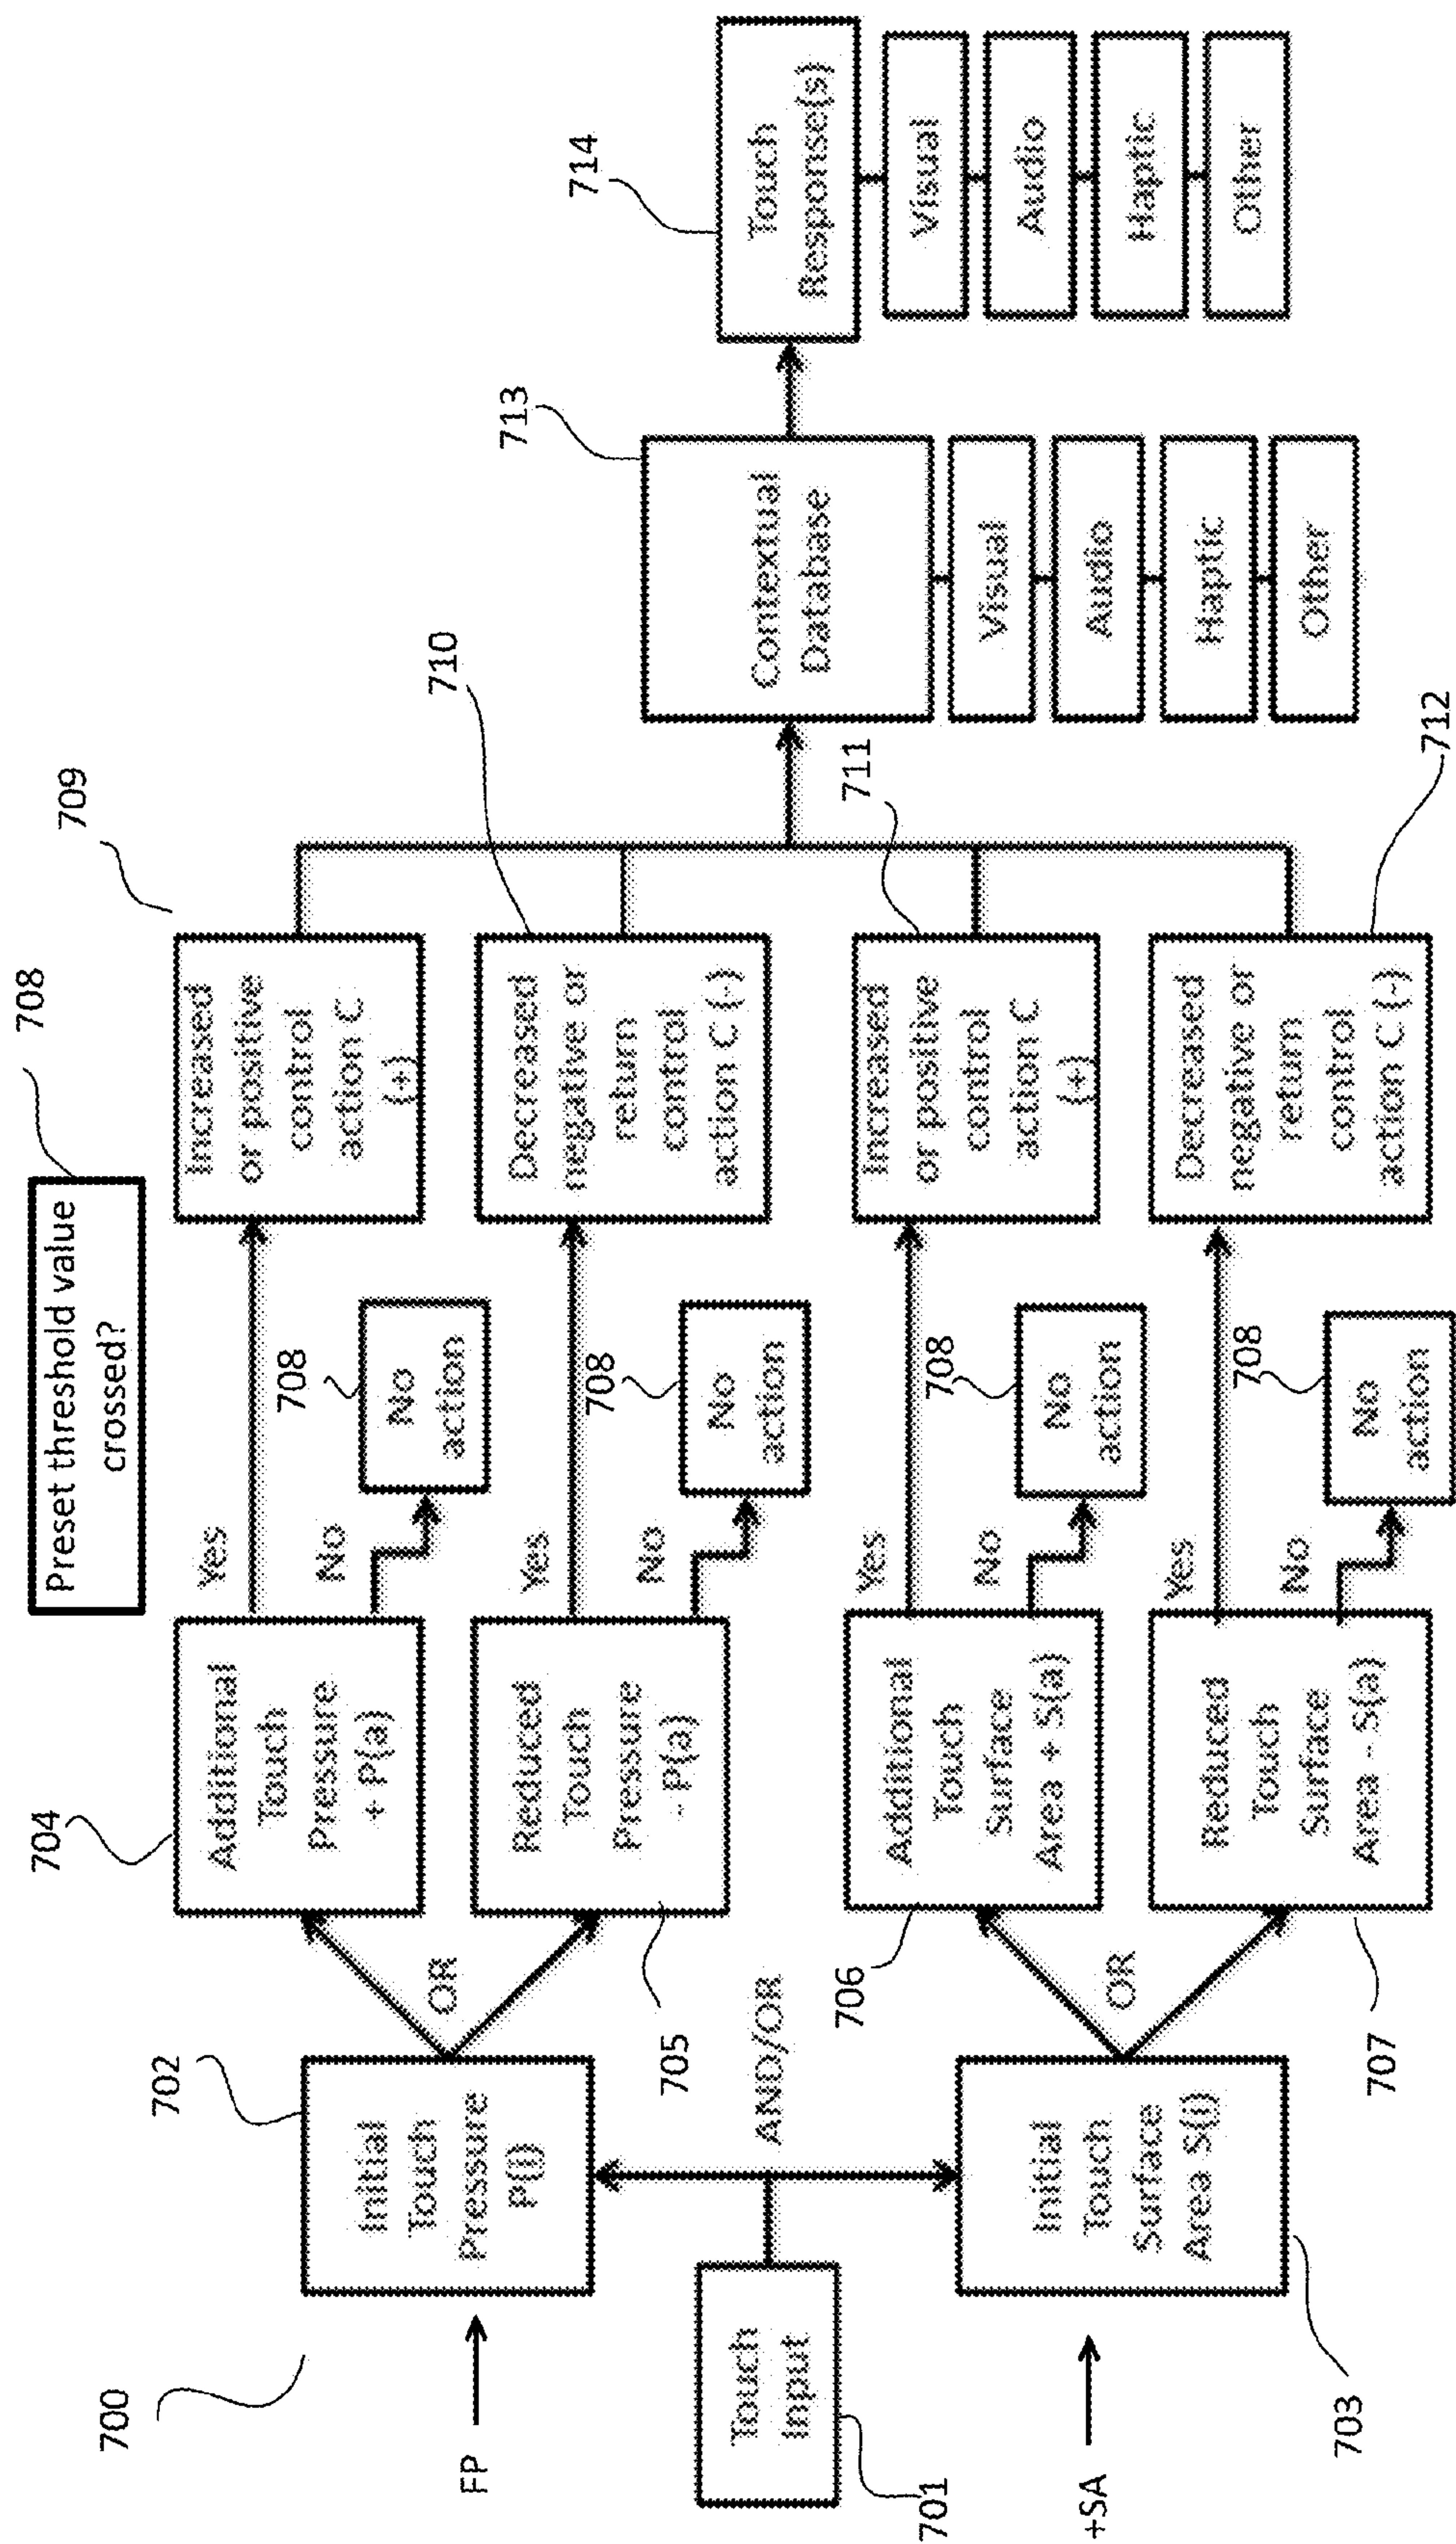 700
FP
+SA
701
Touch
Input
AND/OR
702
Initial
Touch
Pressure
P(i)
703
Initial
Touch
Surface
Area S(i)
OR
OR
704
Additional
Touch
Pressure
+ P(a)
705
Reduced
Touch
Pressure
- P(a)
706
Additional
Touch
Surface
Area + S(a)
707
Reduced
Touch
Surface
Area - S(a)
Preset threshold value
crossed?
708
Yes
No
708
No
action
Yes
No
708
No
action
Yes
No
708
No
action
Yes
No
708
No
action
709
Increased
or positive
control
action C
(+)
710
Decreased
negative or
return
control
action C (-)
711
Increased
or positive
control
action C
(+)
712
Decreased
negative or
return
control
action C (-)
713
Contextual
Database
Visual
Audio
Haptic
Other
714
Touch
Response(s)
Visual
Audio
Haptic
Other